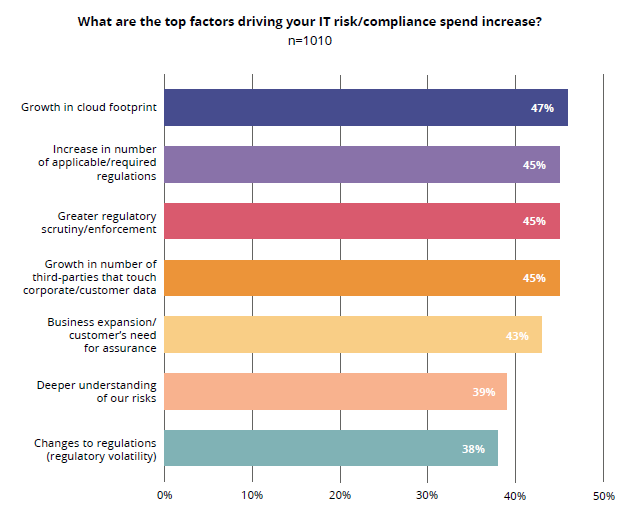 What are the top factors driving your IT risk/compliance spend increase?
n=1010
Growth in cloud footprint
47%
Increase in number
of applicable/required
regulations
45%
Greater regulatory
scrutiny/enforcement
45%
Growth in number of
third-parties that touch
corporate/customer data
45%
Business expansion/
customer's need
for assurance
43%
Deeper understanding
of our risks
39%
Changes to regulations
(regulatory volatility)
38%
0%
10%
20%
30%
40%
50%